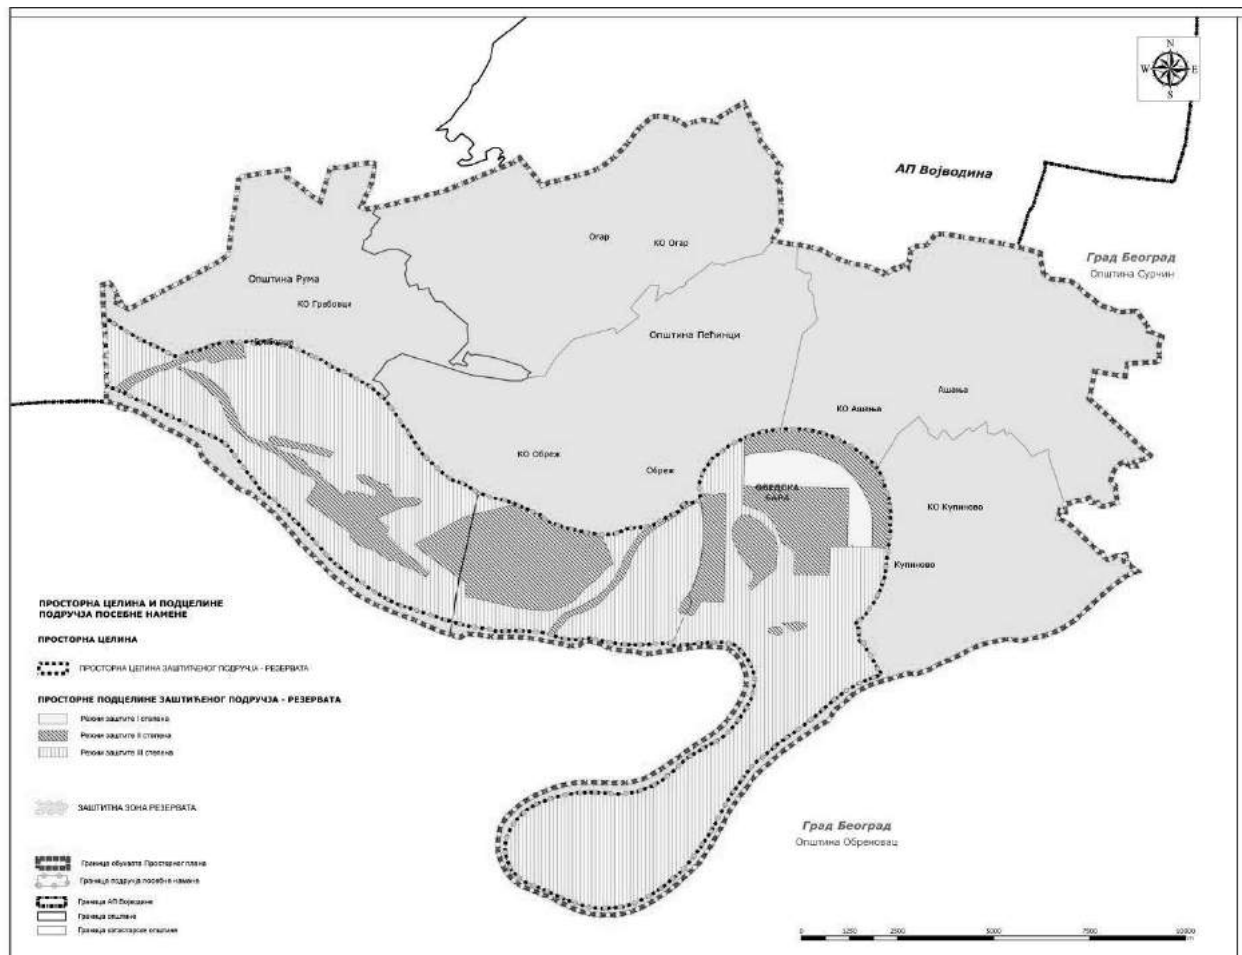 N
W E
S
АП Војводина
Град Београд
Општина Сурчин
Огар
КО Огар
Општина Рума
КО Грабовци
Грабовци
Општина Пећинци
Ашања
КО Ашања
КО Обреж
Обреж
ОБЕДСКА
БАРА
КО Купиново
Купиново
ПРОСТОРНА ЦЕЛИНА И ПОДЦЕЛИНЕ
ПОДРУЧЈА ПОСЕБНЕ НАМЕНЕ
ПРОСТОРНА ЦЕЛИНА
ПРОСТОРНА ЦЕЛИНА ЗАШТИЋЕНОГ ПОДРУЧЈА - РЕЗЕРВАТА
ПРОСТОРНЕ ПОДЦЕЛИНЕ ЗАШТИЋЕНОГ ПОДРУЧЈА - РЕЗЕРВАТА
Режим заштите I степена
Режим заштите II степена
Режим заштите III степена
ЗАШТИТНА ЗОНА РЕЗЕРВАТА
Град Београд
Општина Обреновац
Граница обухвата Просторног плана
Граница подручја посебне намене
Граница АП Војводине
Граница општине
Граница катастарске општине
0 1250 2500 5000 7500 10000
m